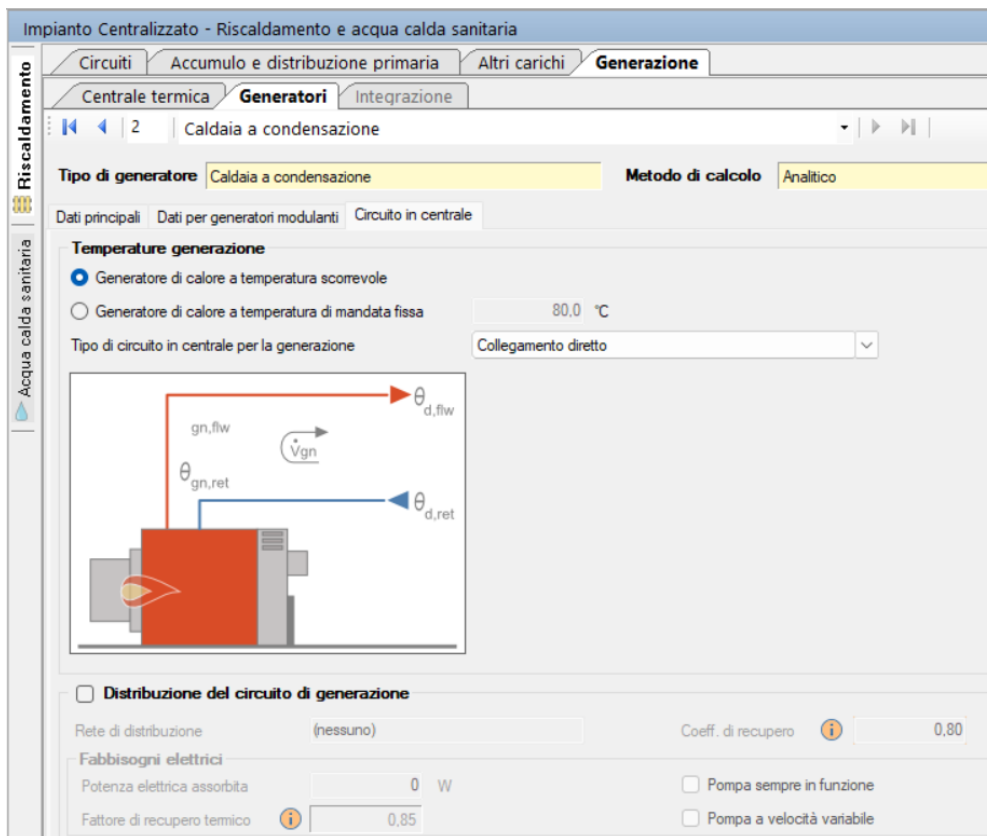 Impianto Centralizzato - Riscaldamento e acqua calda sanitaria
Riscaldamento
Acqua calda sanitaria
Circuiti Accumulo e distribuzione primaria Altri carichi Generazione
Centrale termica Generatori Integrazione
2 Caldaia a condensazione
Tipo di generatore Caldaia a condensazione Metodo di calcolo Analitico
Dati principali Dati per generatori modulanti Circuito in centrale
Temperature generazione
Generatore di calore a temperatura scorrevole
Generatore di calore a temperatura di mandata fissa 80,0 °C
Tipo di circuito in centrale per la generazione Collegamento diretto
θd,flw
gn,flw
V̇gn
θgn,ret
θd,ret
Distribuzione del circuito di generazione
Rete di distribuzione (nessuno) Coeff. di recupero i 0,80
Fabbisogni elettrici
Potenza elettrica assorbita 0 W Pompa sempre in funzione
Fattore di recupero termico i 0,85 Pompa a velocità variabile